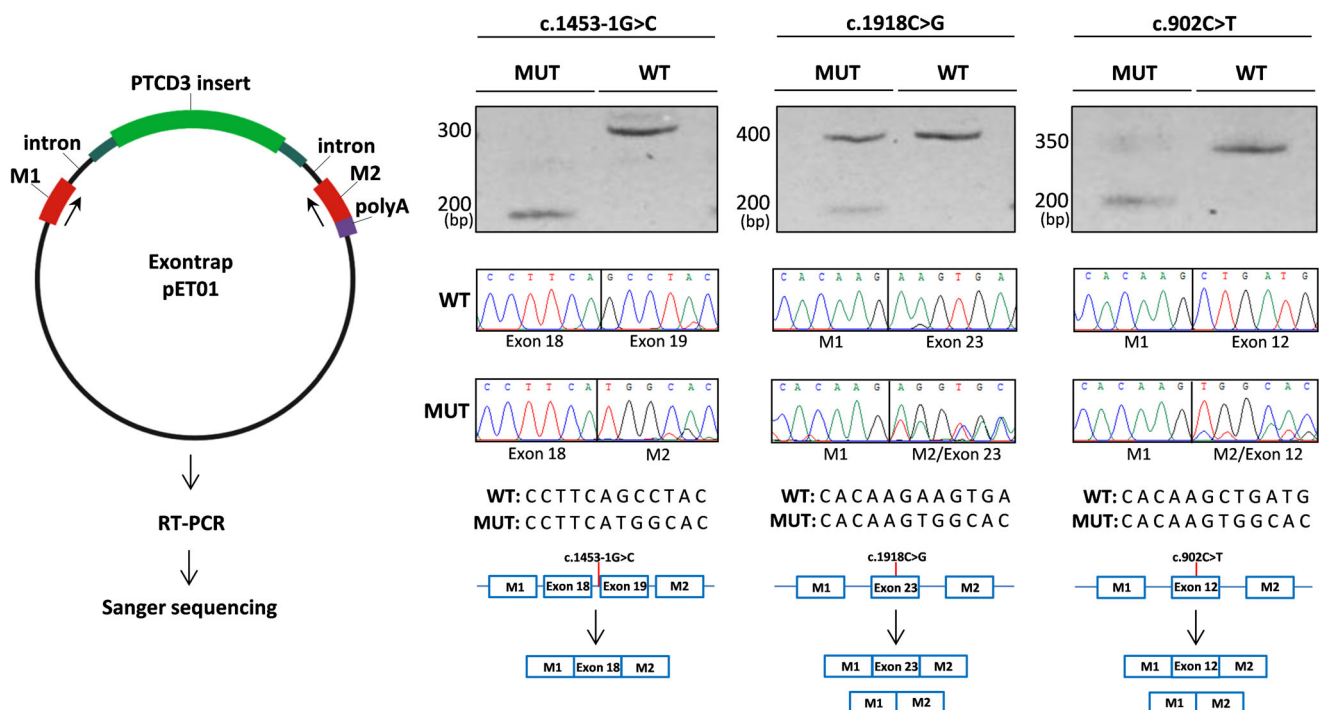 PTCD3 insert
intron
intron
M1
M2
polyA
Exontrap
pET01
RT-PCR
Sanger sequencing
c.1453-1G>C
MUT WT
300
200
(bp)
c.1918C>G
MUT WT
400
200
(bp)
c.902C>T
MUT WT
350
200
(bp)
WT
C C T T C A G C C T A C
Exon 18 Exon 19
C A C A A G A A G T G A
M1 Exon 23
C A C A A G C T G A T G
M1 Exon 12
MUT
C C T T C A T G G C A C
Exon 18 M2
C A C A A G A G G T G C
M1 M2/Exon 23
C A C A A G T G G C A C
M1 M2/Exon 12
WT: C C T T C A G C C T A C
MUT: C C T T C A T G G C A C
WT: C A C A A G A A G T G A
MUT: C A C A A G T G G C A C
WT: C A C A A G C T G A T G
MUT: C A C A A G T G G C A C
c.1453-1G>C
M1 Exon 18 Exon 19 M2
M1 Exon 18 M2
c.1918C>G
M1 Exon 23 M2
M1 Exon 23 M2
M1 M2
c.902C>T
M1 Exon 12 M2
M1 Exon 12 M2
M1 M2